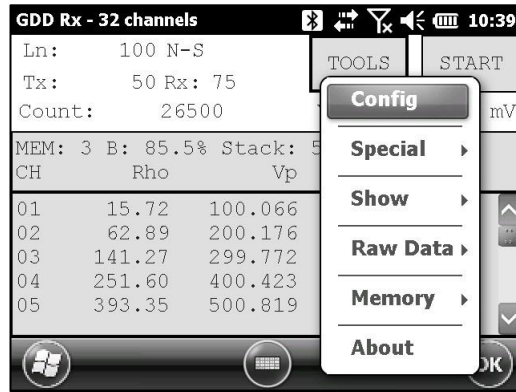 GDD Rx - 32 channels 10:39
Ln: 100 N-S
TOOLS START
Tx: 50 Rx: 75
Count: 26500 mV
MEM: 3 B: 85.5% Stack: 5
CH Rho Vp
01 15.72 100.066
02 62.89 200.176
03 141.27 299.772
04 251.60 400.423
05 393.35 500.819
Config
Special
Show
Raw Data
Memory
About
OK